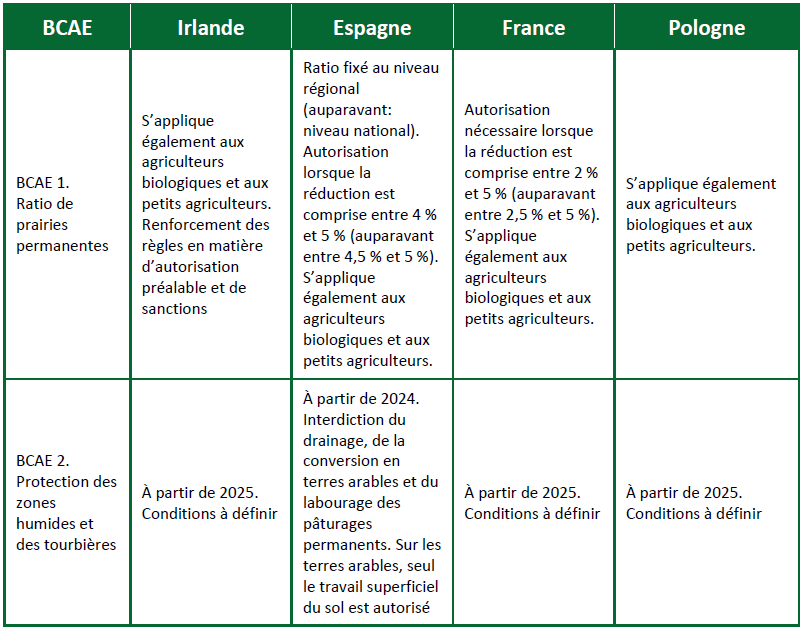 BCAE
Irlande
Espagne
France
Pologne
BCAE 1.
Ratio de
prairies
permanentes
S’applique
également aux
agriculteurs
biologiques et aux
petits agriculteurs.
Renforcement des
règles en matière
d’autorisation
préalable et de
sanctions
Ratio fixé au niveau
régional
(auparavant:
niveau national).
Autorisation
lorsque la
réduction est
comprise entre 4 %
et 5 % (auparavant
entre 4,5 % et 5 %).
S’applique
également aux
agriculteurs
biologiques et aux
petits agriculteurs.
Autorisation
nécessaire lorsque
la réduction est
comprise entre 2 %
et 5 % (auparavant
entre 2,5 % et 5 %).
S’applique
également aux
agriculteurs
biologiques et aux
petits agriculteurs.
S’applique également
aux agriculteurs
biologiques et aux
petits agriculteurs.
BCAE 2.
Protection des
zones
humides et
des tourbières
À partir de 2025.
Conditions à définir
À partir de 2024.
Interdiction du
drainage, de la
conversion en
terres arables et du
labourage des
pâturages
permanents. Sur les
terres arables, seul
le travail superficiel
du sol est autorisé
À partir de 2025.
Conditions à définir
À partir de 2025.
Conditions à définir